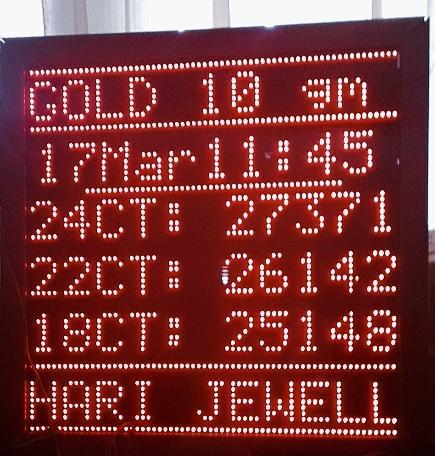 GOLD 10 gm
17Mar11:45
24CT: 27371
22CT: 26142
18CT: 25148
HARI JEWELL